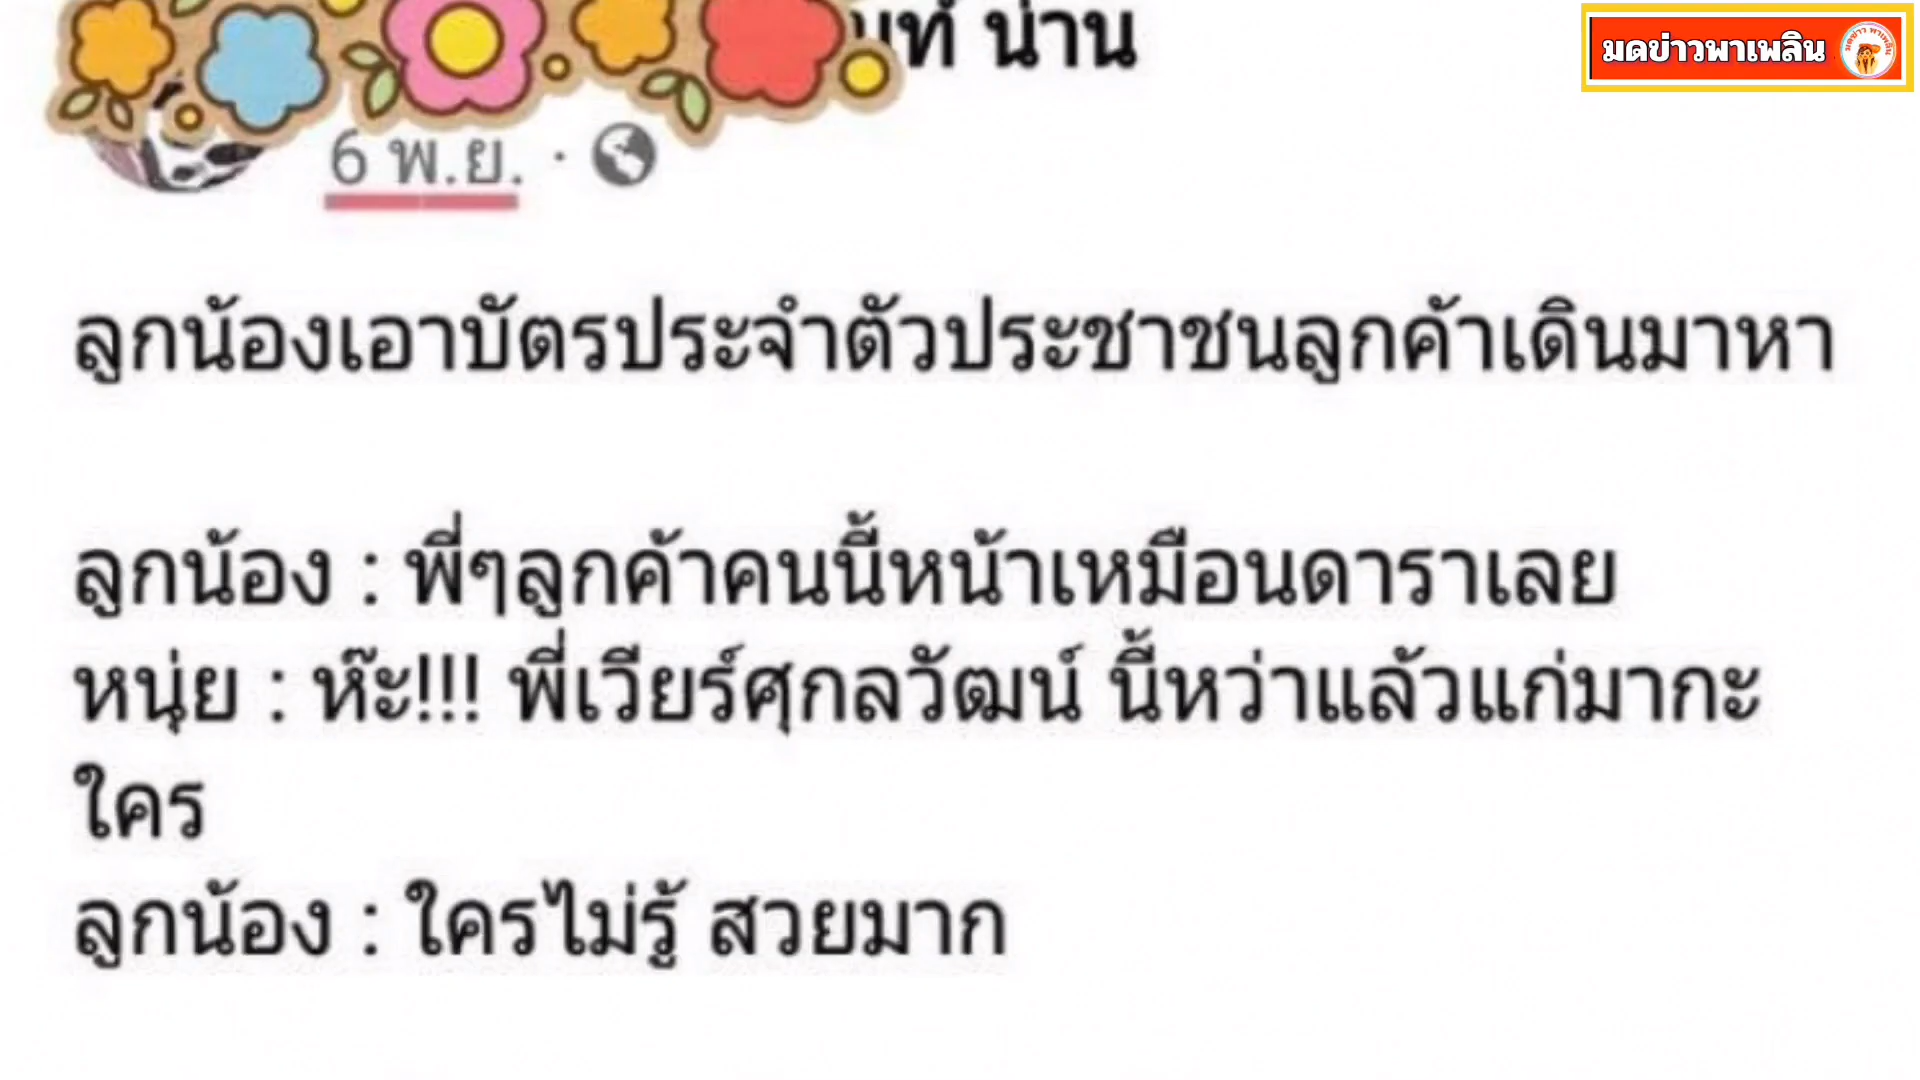 น่าน
มดข่าวพาเพลิน
6 พ.ย.
ลูกน้องเอาบัตรประจำตัวประชาชนลูกค้าเดินมาหา
ลูกน้อง : พี่ๆลูกค้าคนนี้หน้าเหมือนดาราเลย
หนุ่ย : ห๊ะ!!! พี่เวียร์ศุกลวัฒน์ นี้หว่าแล้วแก่มากะ
ใคร
ลูกน้อง : ใครไม่รู้ สวยมาก